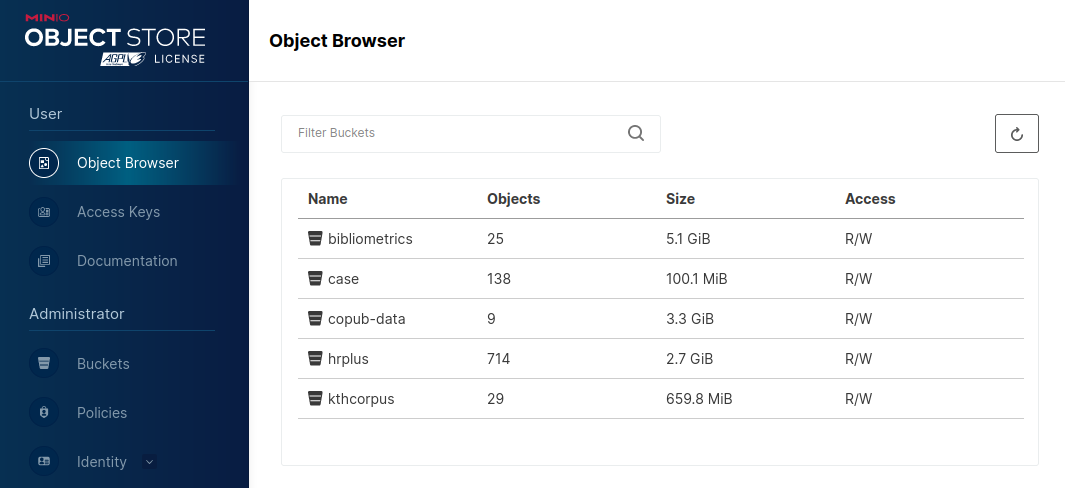 MINIO
OBJECT STORE
AGPL LICENSE
Object Browser
User
Object Browser
Access Keys
Documentation
Administrator
Buckets
Policies
Identity
Filter Buckets
Name Objects Size Access
bibliometrics 25 5.1 GiB R/W
case 138 100.1 MiB R/W
copub-data 9 3.3 GiB R/W
hrplus 714 2.7 GiB R/W
kthcorpus 29 659.8 MiB R/W